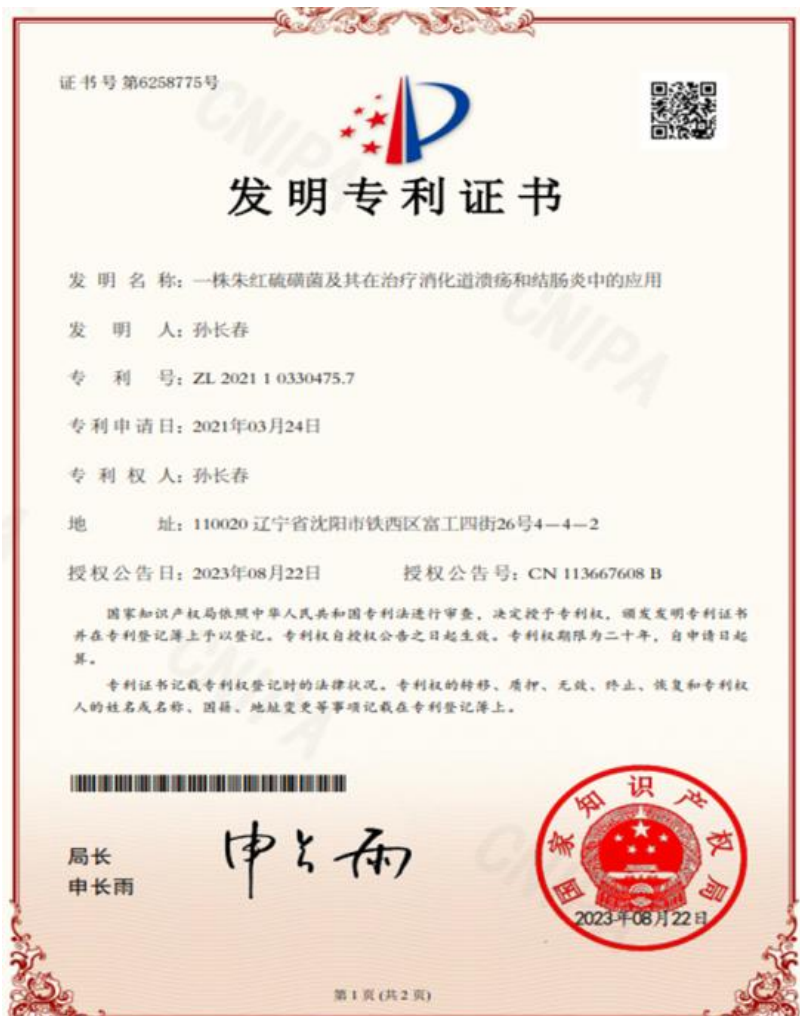 证书号第6258775号
发明专利证书
发明名称：一株朱红硫磺菌及其在治疗消化道溃疡和结肠炎中的应用
发明人：孙长春
专利号：ZL 2021 1 0330475.7
专利申请日：2021年03月24日
专利权人：孙长春
地址：110020 辽宁省沈阳市铁西区富工四街26号4－4－2
授权公告日：2023年08月22日 授权公告号：CN 113667608 B
国家知识产权局依照中华人民共和国专利法进行审查，决定授予专利权，颁发发明专利证书
并在专利登记簿上予以登记。专利权自授权公告之日起生效。专利权期限为二十年，自申请日起
算。
专利证书记载专利权登记时的法律状况。专利权的转移、质押、无效、终止、恢复和专利权
人的姓名或名称、国籍、地址变更等事项记载在专利登记簿上。
局长
申长雨
申长雨
国家知识产权局
2023年08月22日
第1页(共2页)
CNIPA
CNIPA
CNIPA